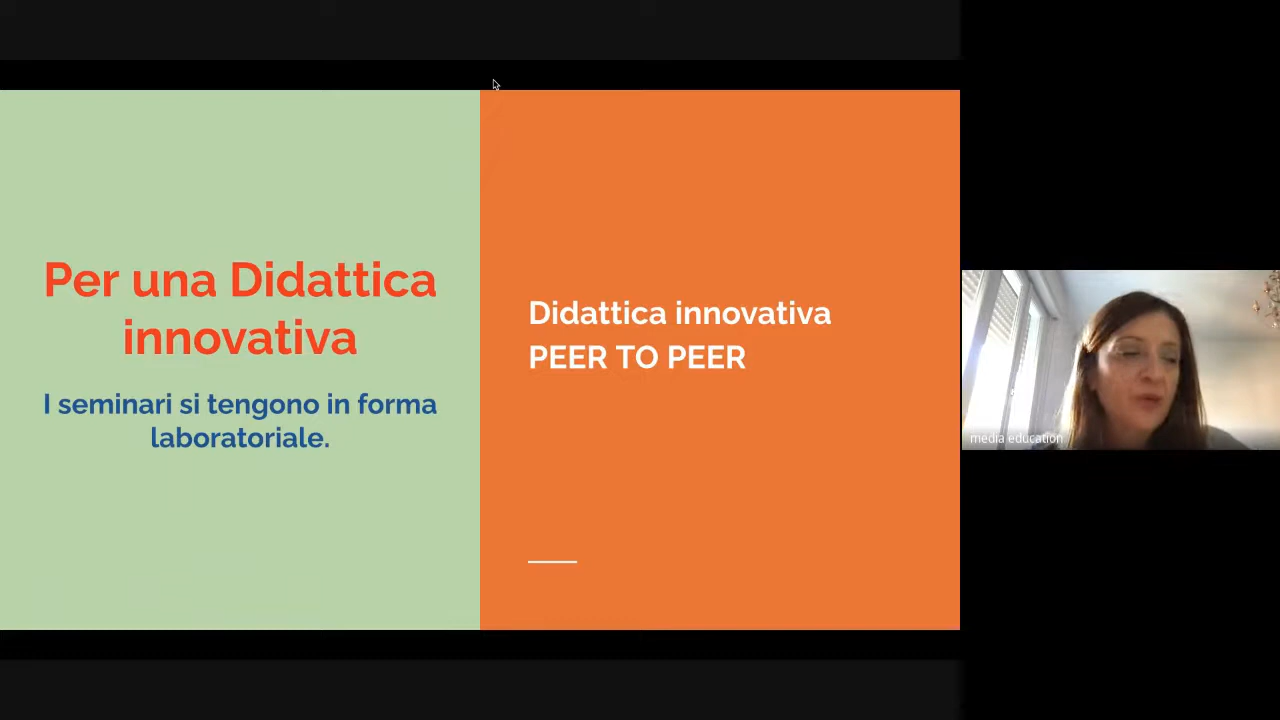 Per una Didattica
innovativa
I seminari si tengono in forma
laboratoriale.
Didattica innovativa
PEER TO PEER
media education